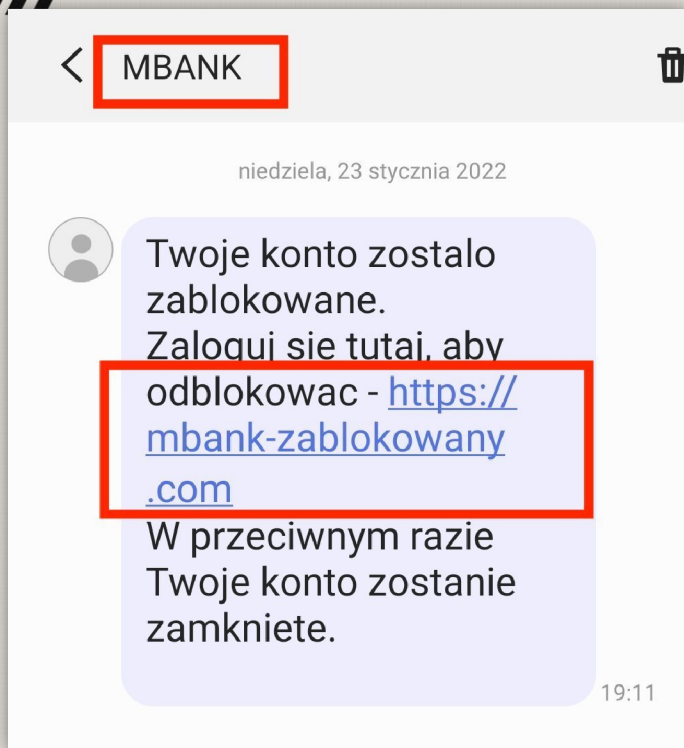 MBANK
niedziela, 23 stycznia 2022
Twoje konto zostalo
zablokowane.
Zaloguj sie tutaj, aby
odblokowac - https://
mbank-zablokowany
.com
W przeciwnym razie
Twoje konto zostanie
zamkniete.
19:11